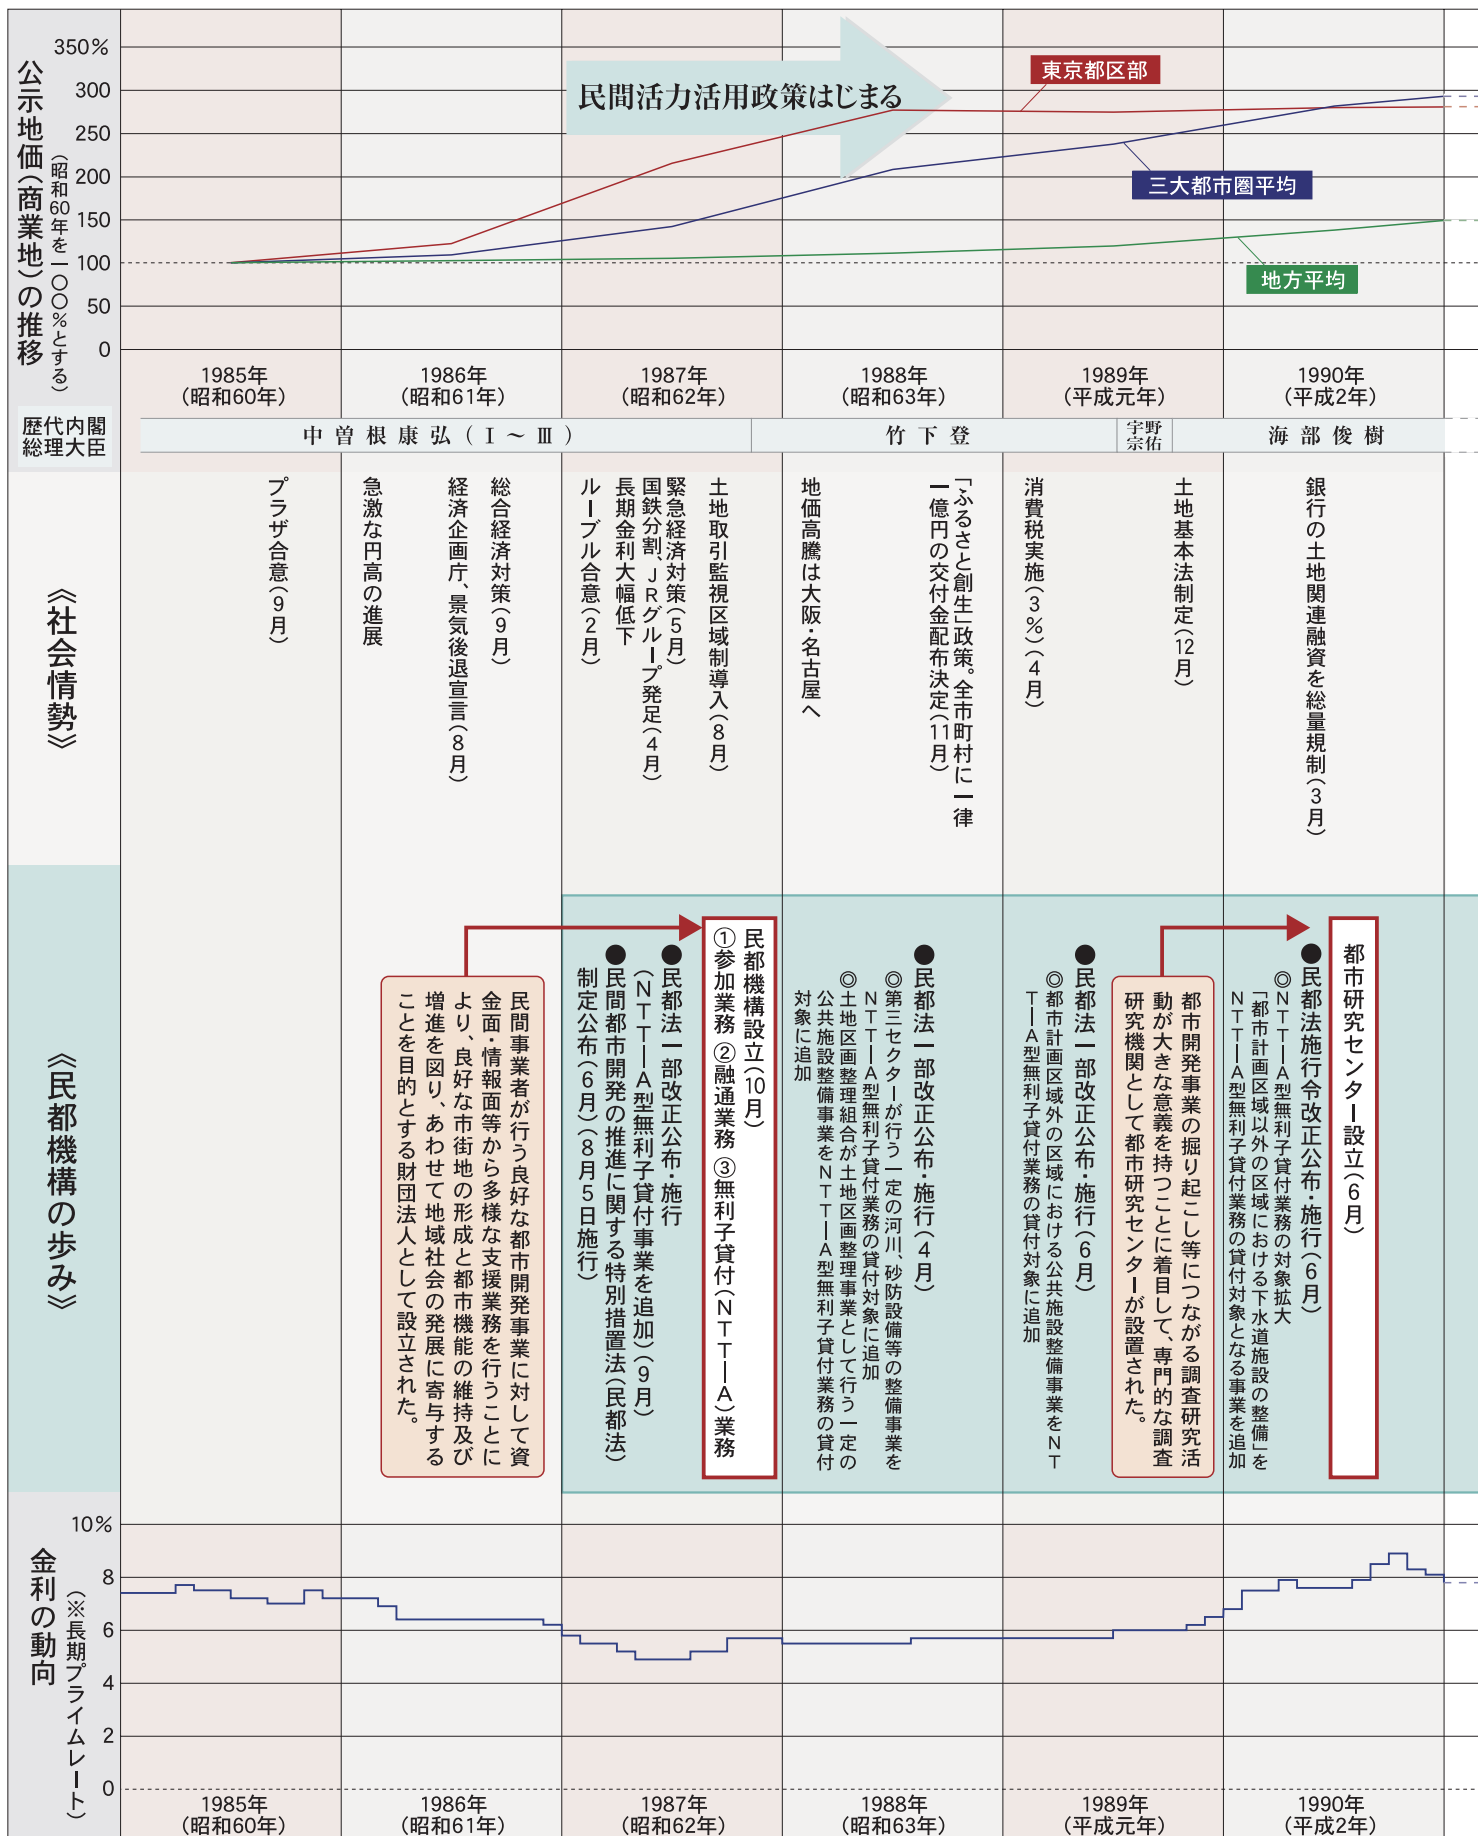 公示地価(商業地)の推移
(昭和60年を一〇〇%とする)
350%
300
250
200
150
100
50
0
民間活力活用政策はじまる
東京都区部
三大都市圏平均
地方平均
1985年
(昭和60年)
1986年
(昭和61年)
1987年
(昭和62年)
1988年
(昭和63年)
1989年
(平成元年)
1990年
(平成2年)
歴代内閣
総理大臣
中曽根康弘(Ⅰ〜Ⅲ)
竹下登
宇野
宗佑
海部俊樹
《社会情勢》
プラザ合意(9月)
急激な円高の進展
経済企画庁、景気後退宣言(8月)
総合経済対策(9月)
ルーブル合意(2月)
長期金利大幅低下
国鉄分割、JRグループ発足(4月)
緊急経済対策(5月)
土地取引監視区域制導入(8月)
地価高騰は大阪・名古屋へ
「ふるさと創生」政策。全市町村に一律
一億円の交付金配布決定(11月)
消費税実施(3%)(4月)
土地基本法制定(12月)
銀行の土地関連融資を総量規制(3月)
《民都機構の歩み》
民間事業者が行う良好な都市開発事業に対して資
金面・情報面等から多様な支援業務を行うことに
より、良好な市街地の形成と都市機能の維持及び
増進を図り、あわせて地域社会の発展に寄与する
ことを目的とする財団法人として設立された。
●民間都市開発の推進に関する特別措置法(民都法)
制定公布(6月)(8月5日施行)
●民都法一部改正公布・施行
(NTT―A型無利子貸付事業を追加)(9月)
民都機構設立(10月)
①参加業務 ②融通業務 ③無利子貸付(NTT―A)業務
●民都法一部改正公布・施行(4月)
◎第三セクターが行う一定の河川、砂防設備等の整備事業を
NTT―A型無利子貸付業務の貸付対象に追加
◎土地区画整理組合が土地区画整理事業として行う一定の
公共施設整備事業をNTT―A型無利子貸付業務の貸付
対象に追加
●民都法一部改正公布・施行(6月)
◎都市計画区域外の区域における公共施設整備事業をNT
T―A型無利子貸付業務の貸付対象に追加
都市開発事業の掘り起こし等につながる調査研究活
動が大きな意義を持つことに着目して、専門的な調査
研究機関として都市研究センターが設置された。
●民都法施行令改正公布・施行(6月)
◎NTT―A型無利子貸付業務の対象拡大
「都市計画区域以外の区域における下水道施設の整備」を
NTT―A型無利子貸付業務の貸付対象となる事業を追加
都市研究センター設立(6月)
金利の動向
(※長期プライムレート)
10%
8
6
4
2
0
1985年
(昭和60年)
1986年
(昭和61年)
1987年
(昭和62年)
1988年
(昭和63年)
1989年
(平成元年)
1990年
(平成2年)